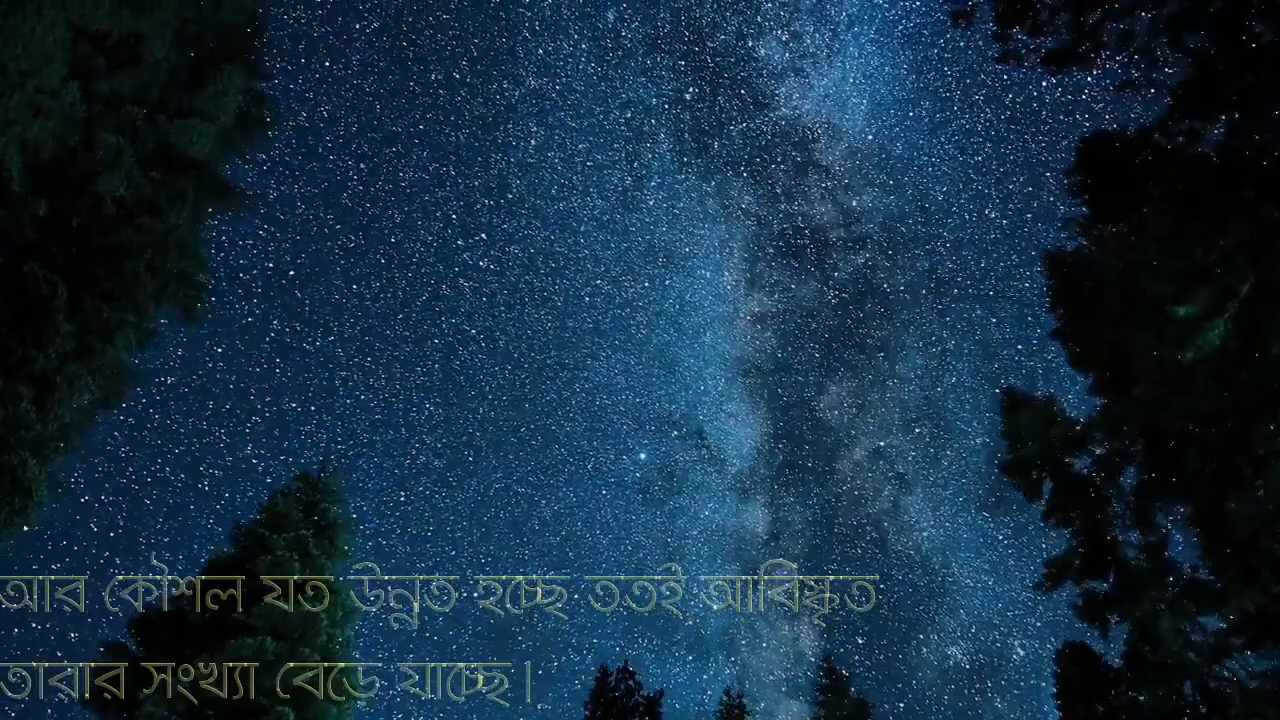 আর কৌশল যত উন্নত হচ্ছে ততই আবিষ্কৃত
তারার সংখ্যা বেড়ে যাচ্ছে।